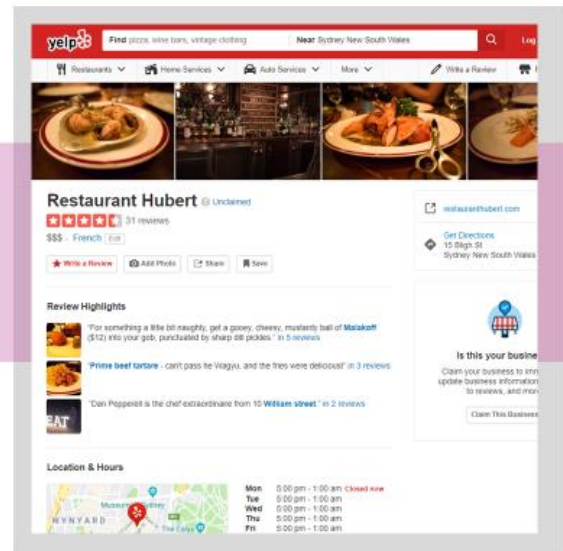 yelp Find pizza, wine bars, vintage clothing Near Sydney New South Wales Log
Restaurants Home Services Auto Services More Write a Review
Restaurant Hubert Unclaimed
31 reviews
$$$ · French Edit
Write a Review Add Photo Share Save
restauranthubert.com
Get Directions
15 Bligh St
Sydney New South Wales
Review Highlights
"For something a little bit naughty, get a gooey, cheesy, mustardy ball of Malakoff
($12) into your gob, punctuated by sharp dill pickles." in 5 reviews
"Prime beef tartare - can't pass he Wagyu, and the fries were delicious!" in 3 reviews
EAT
"Dan Pepperell is the chef extraordinaire from 10 William street." in 2 reviews
Is this your busine
Claim your business to imm
update business information
to reviews, and mor
Claim This Business
Location & Hours
Mon 5:00 pm - 1:00 am Closed now
Tue 5:00 pm - 1:00 am
Wed 5:00 pm - 1:00 am
Thu 5:00 pm - 1:00 am
Fri 5:00 pm - 1:00 am
WYNYARD